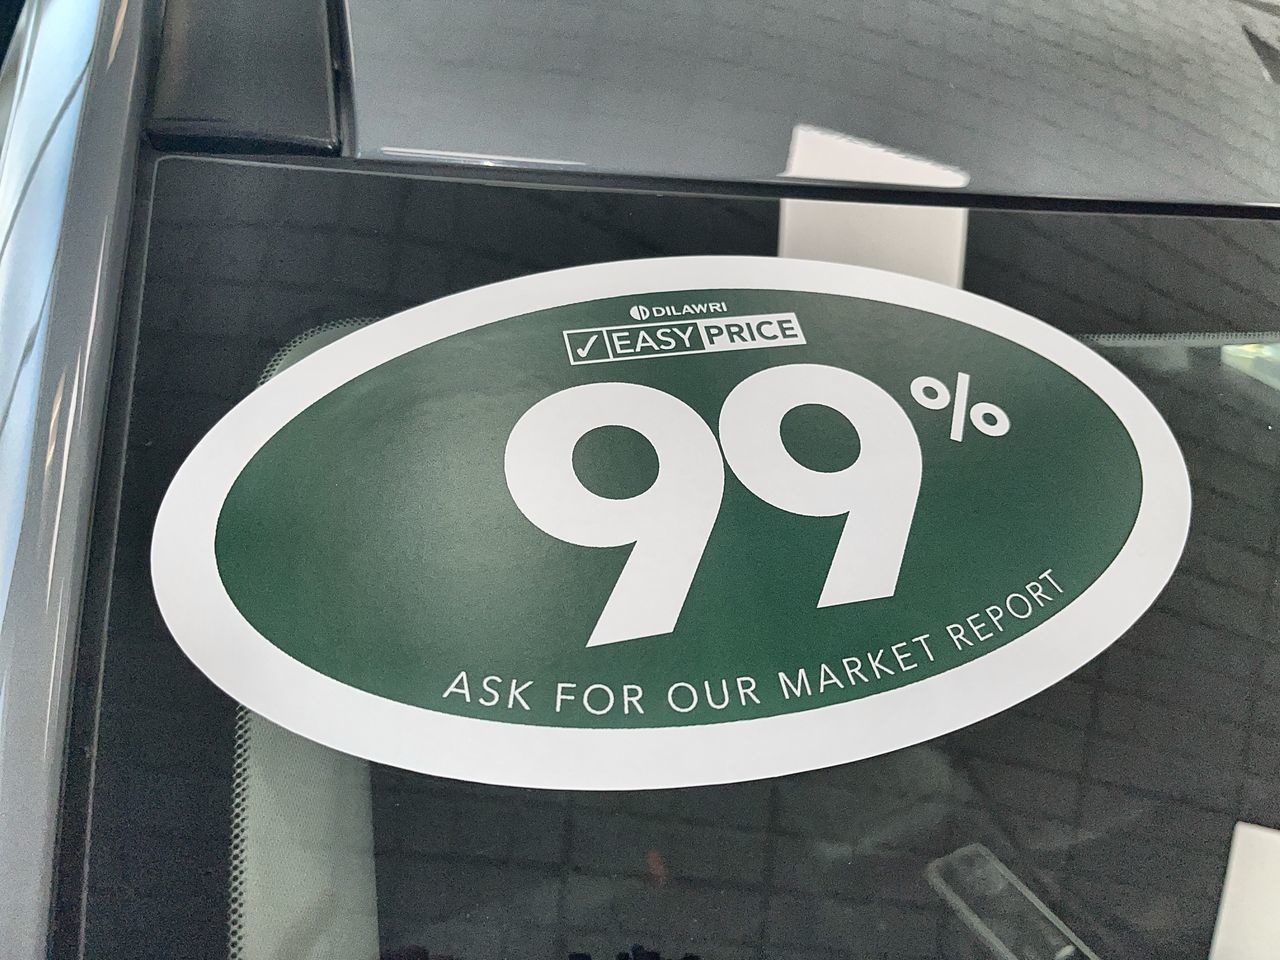 DILAWRI
✓ EASY PRICE
99%
ASK FOR OUR MARKET REPORT